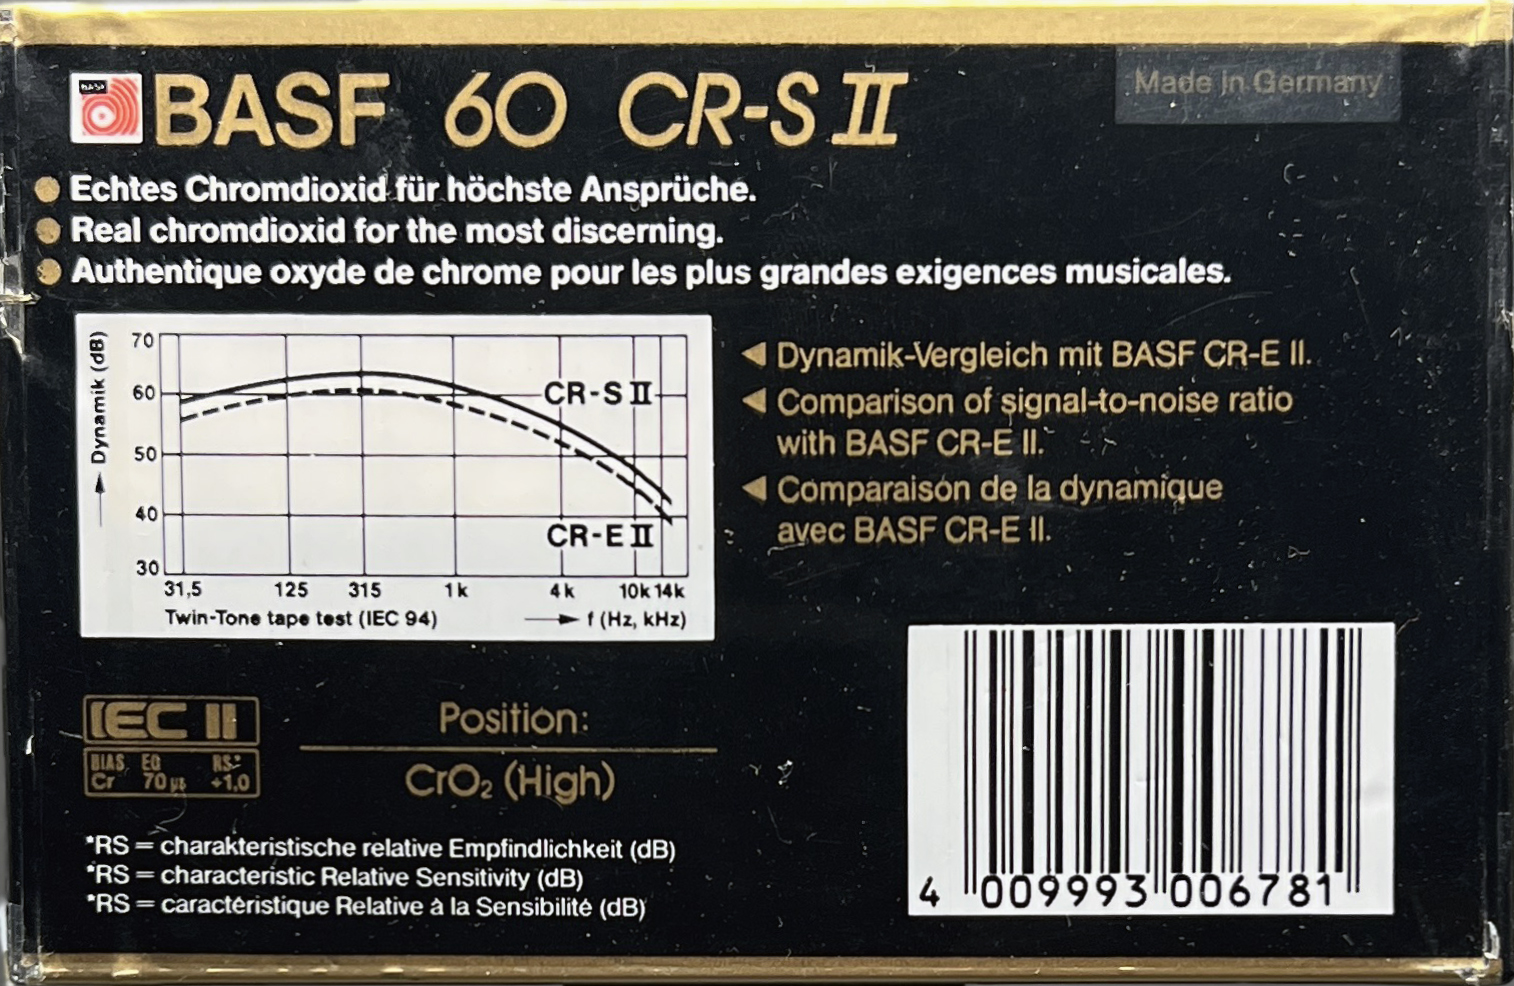 BASF 60 CR-S II
Made in Germany
Echtes Chromdioxid für höchste Ansprüche.
Real chromdioxid for the most discerning.
Authentique oxyde de chrome pour les plus grandes exigences musicales.
Dynamik (dB)
70
60
50
40
30
CR-S II
CR-E II
31,5 125 315 1k 4k 10k 14k
Twin-Tone tape test (IEC 94) f (Hz, kHz)
Dynamik-Vergleich mit BASF CR-E II.
Comparison of signal-to-noise ratio
with BASF CR-E II.
Comparaison de la dynamique
avec BASF CR-E II.
IEC II
BIAS EQ RS*
Cr 70 µs +1,0
Position:
CrO₂ (High)
*RS = charakteristische relative Empfindlichkeit (dB)
*RS = characteristic Relative Sensitivity (dB)
*RS = caractéristique Relative à la Sensibilité (dB)
4 009993 006781